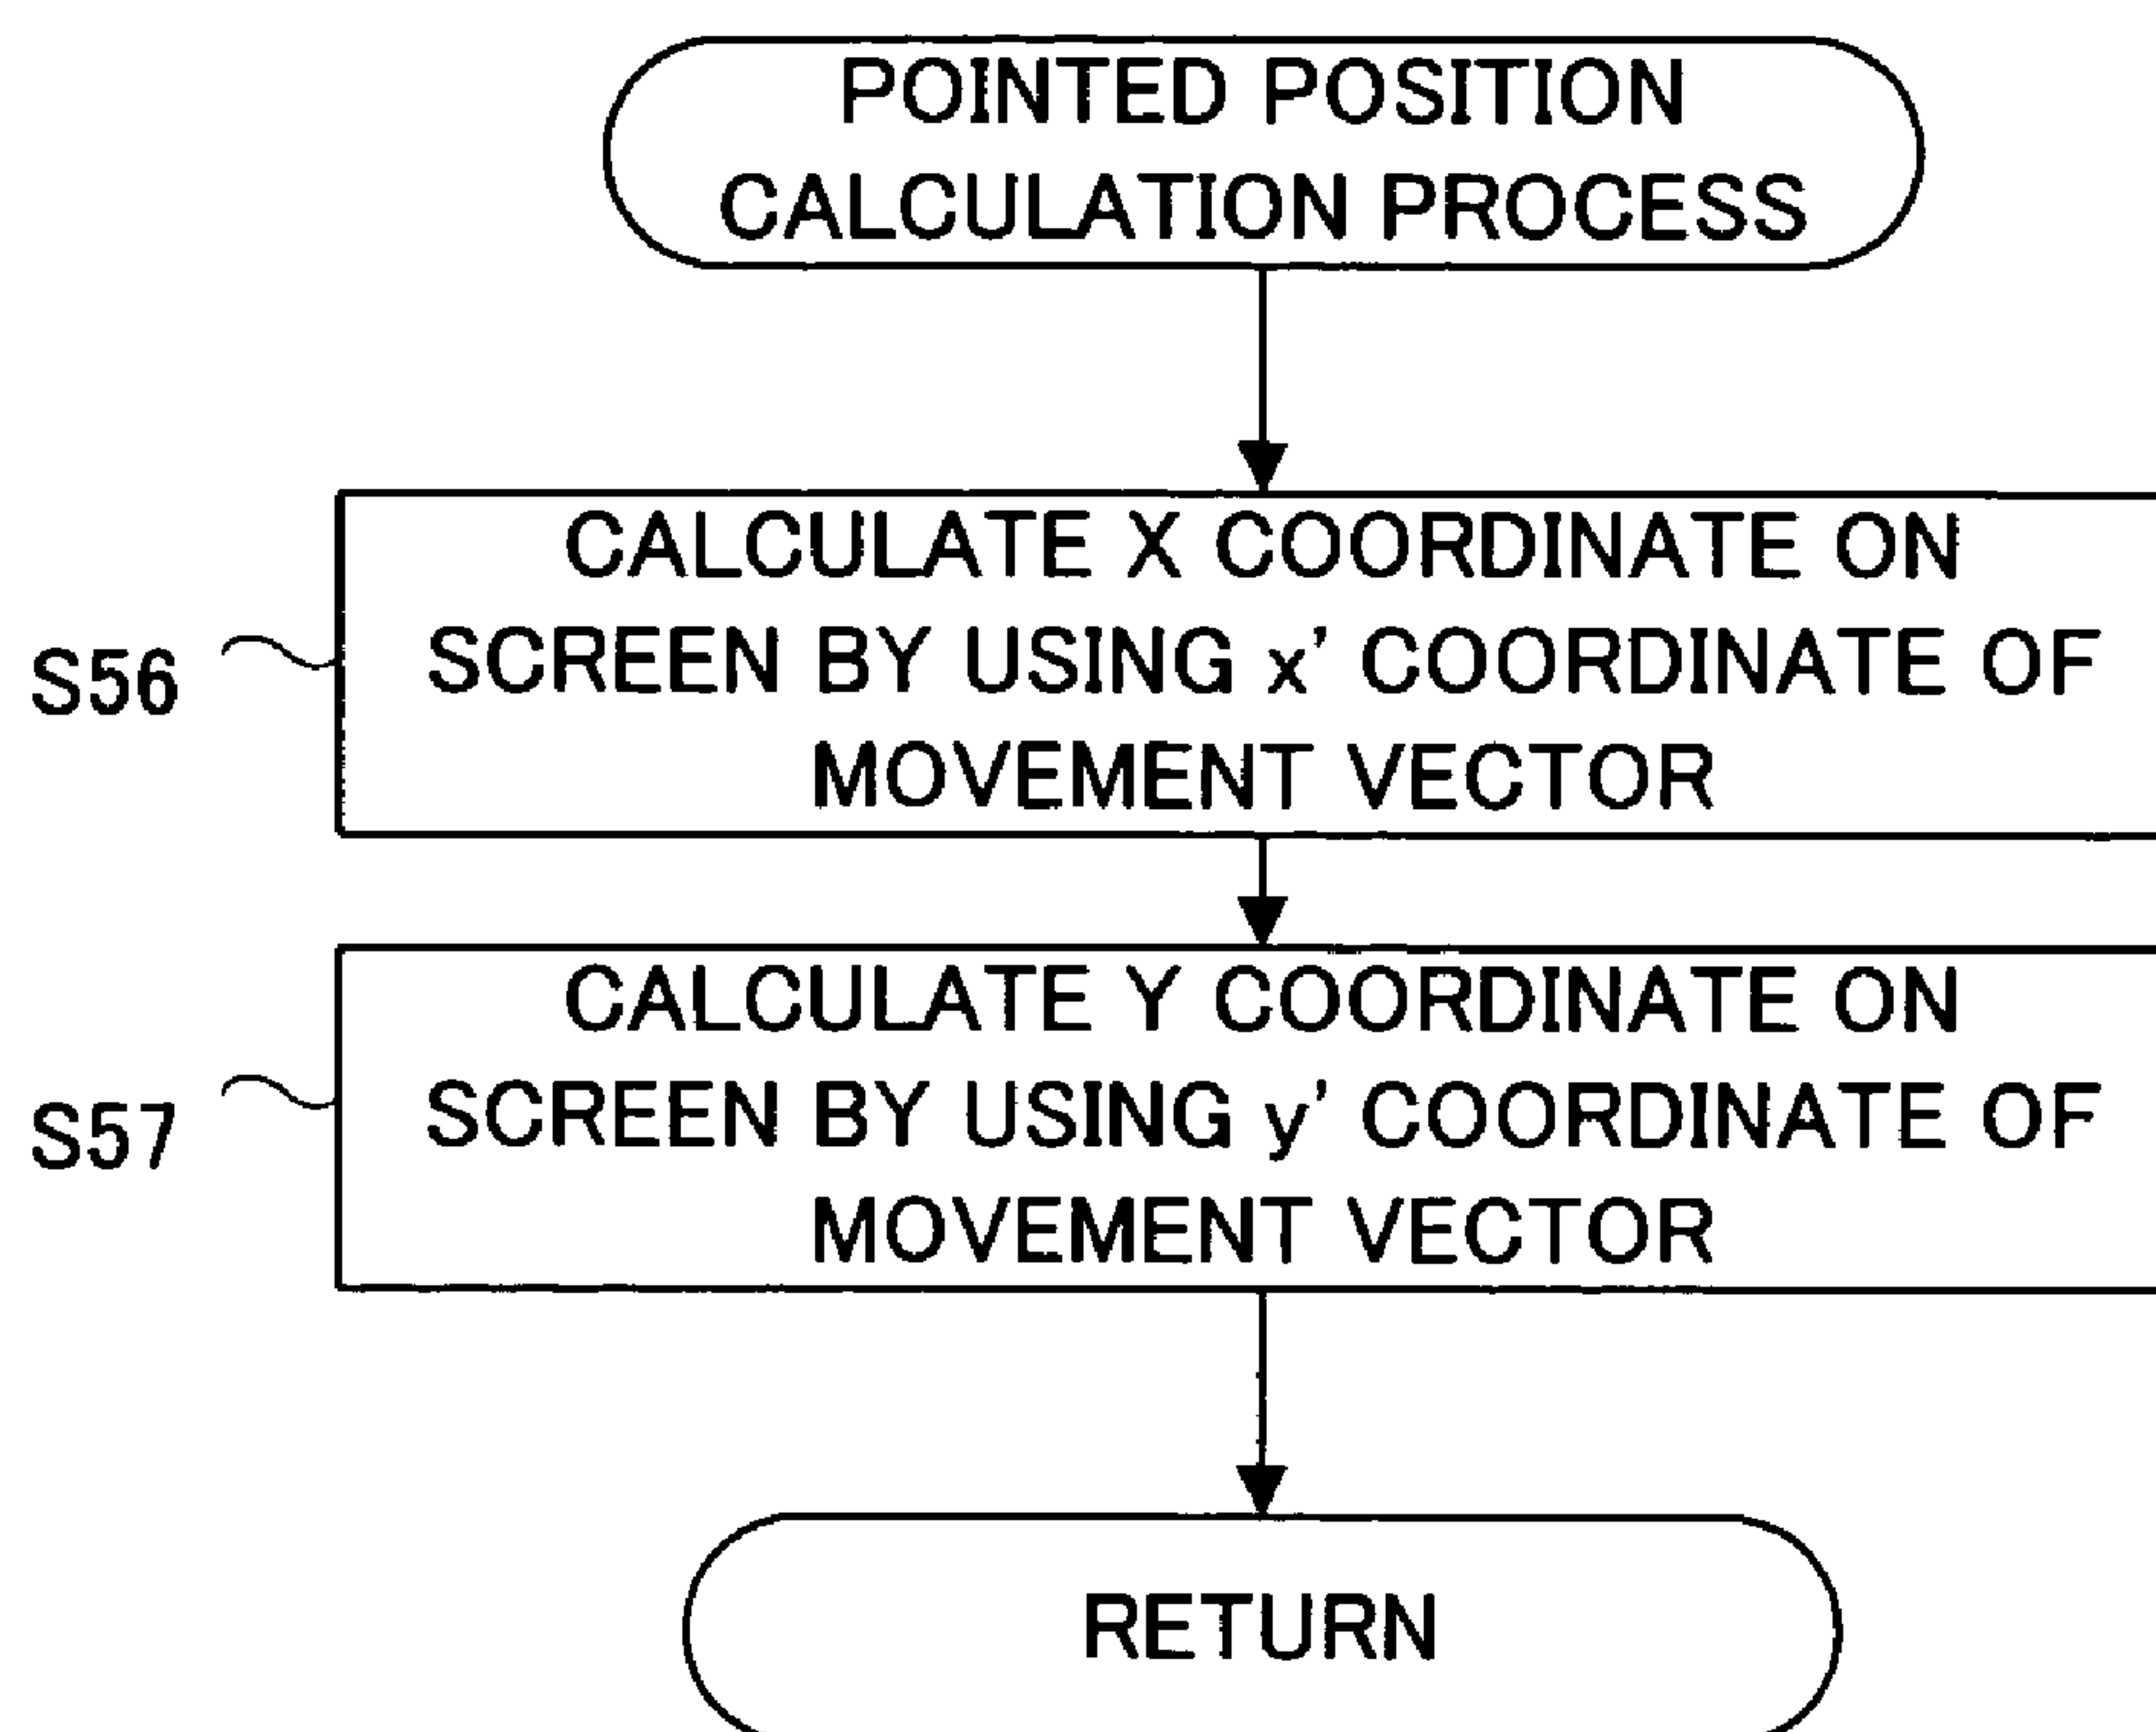 POINTED POSITION
CALCULATION PROCESS
CALCULATE X COORDINATE ON
SCREEN BY USING x' COORDINATE OF
MOVEMENT VECTOR
S56
CALCULATE Y COORDINATE ON
SCREEN BY USING y' COORDINATE OF
MOVEMENT VECTOR
S57
RETURN